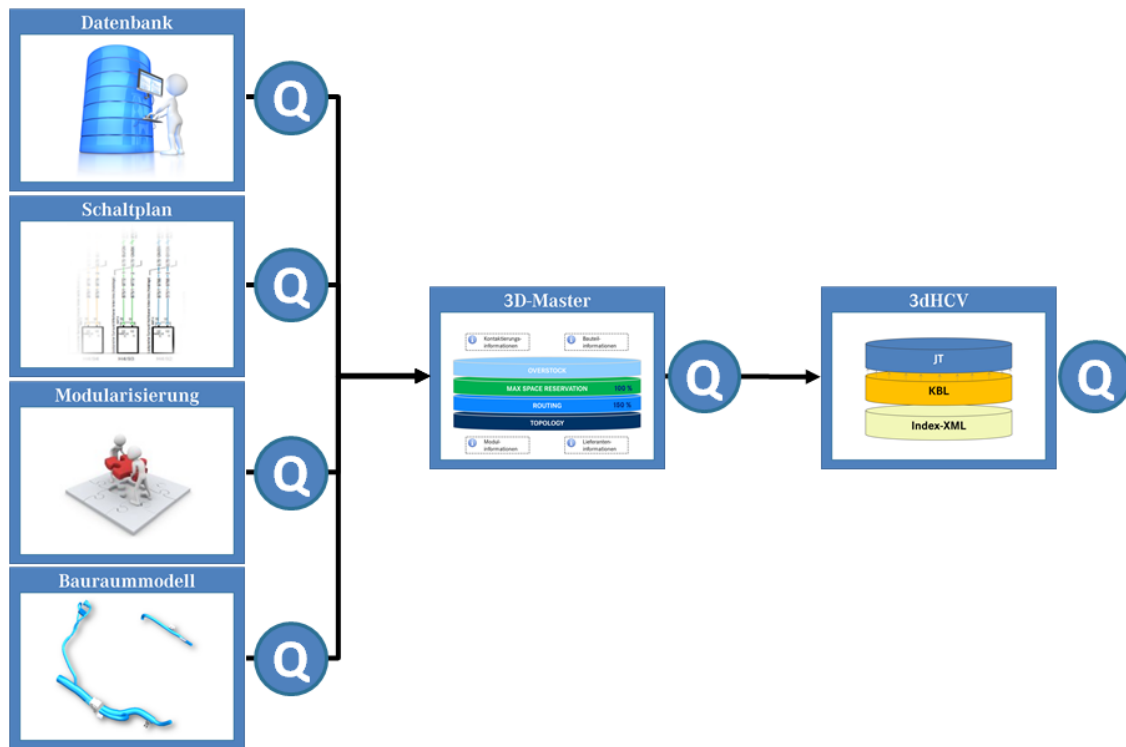 Datenbank
Q
Schaltplan
Q
Modularisierung
Q
Bauraummodell
Q
3D-Master
Kontaktierungs-
informationen
Bauteil-
informationen
OVERSTOCK
MAX SPACE RESERVATION 100 %
ROUTING 150 %
TOPOLOGY
Modul-
informationen
Lieferanten-
informationen
Q
3dHCV
JT
KBL
Index-XML
Q